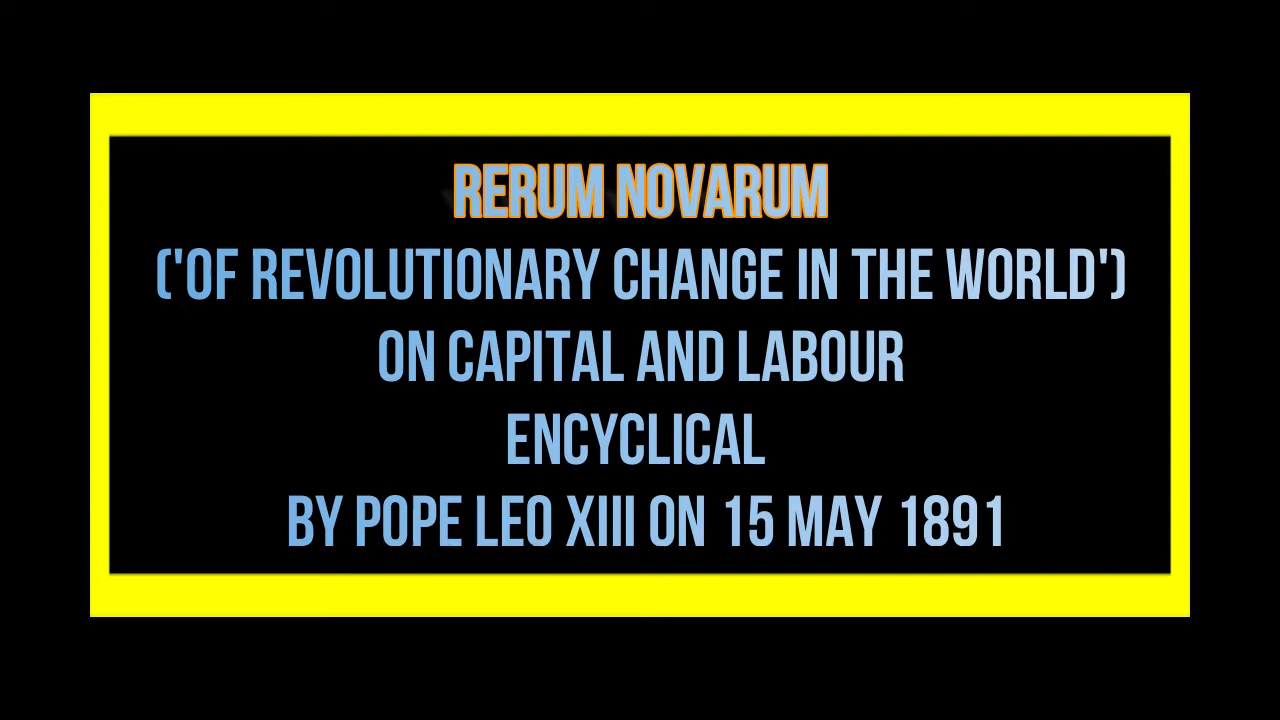 RERUM NOVARUM
('OF REVOLUTIONARY CHANGE IN THE WORLD')
ON CAPITAL AND LABOUR
ENCYCLICAL
BY POPE LEO XIII ON 15 MAY 1891